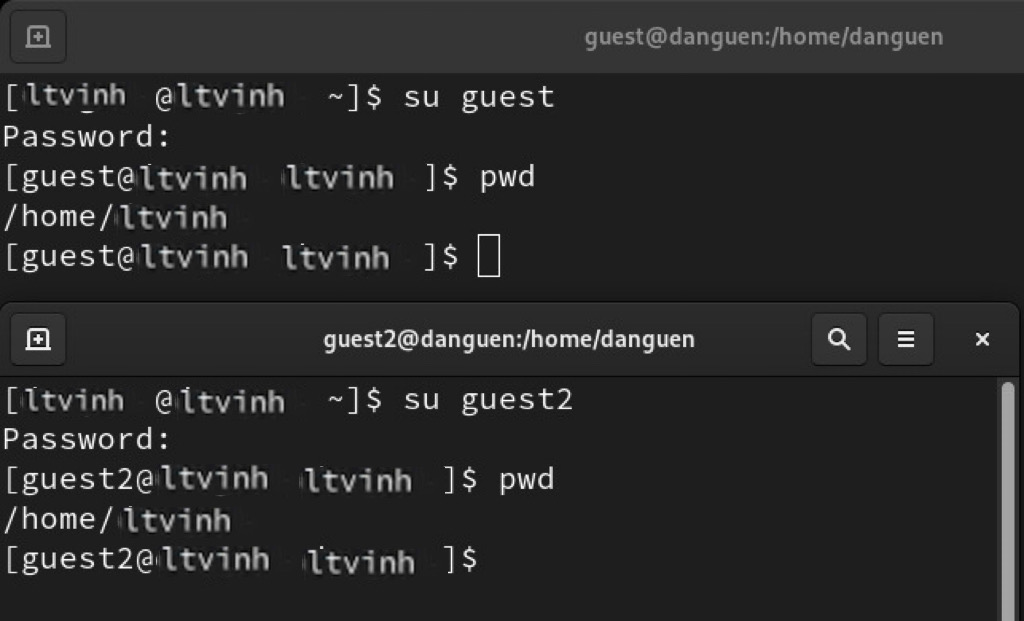 guest@danguen:/home/danguen
[ltvinh @ltvinh ~]$ su guest
Password:
[guest@ltvinh ltvinh ]$ pwd
/home/ltvinh
[guest@ltvinh ltvinh ]$
guest2@danguen:/home/danguen
[ltvinh @ltvinh ~]$ su guest2
Password:
[guest2@ltvinh ltvinh ]$ pwd
/home/ltvinh
[guest2@ltvinh ltvinh ]$